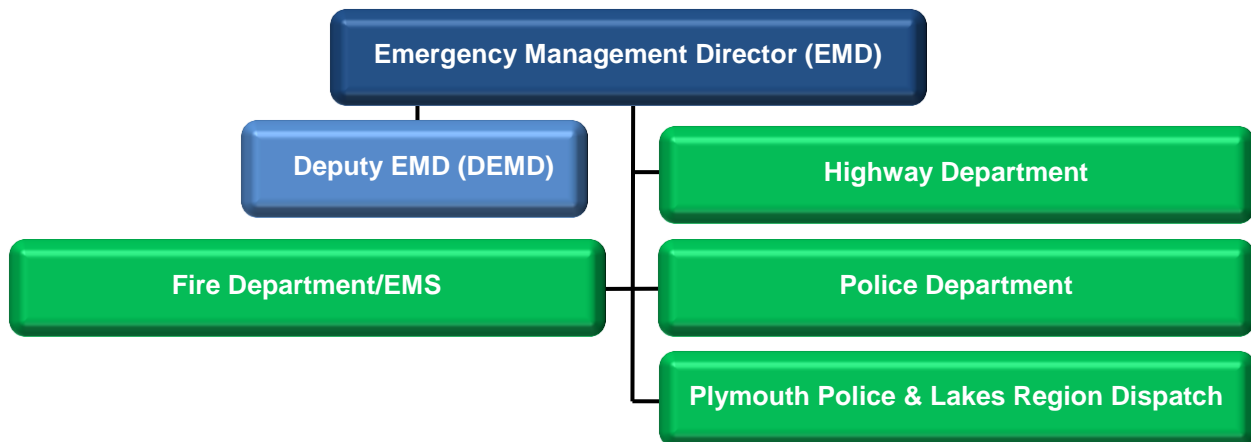 Emergency Management Director (EMD)
Deputy EMD (DEMD)
Highway Department
Fire Department/EMS
Police Department
Plymouth Police & Lakes Region Dispatch